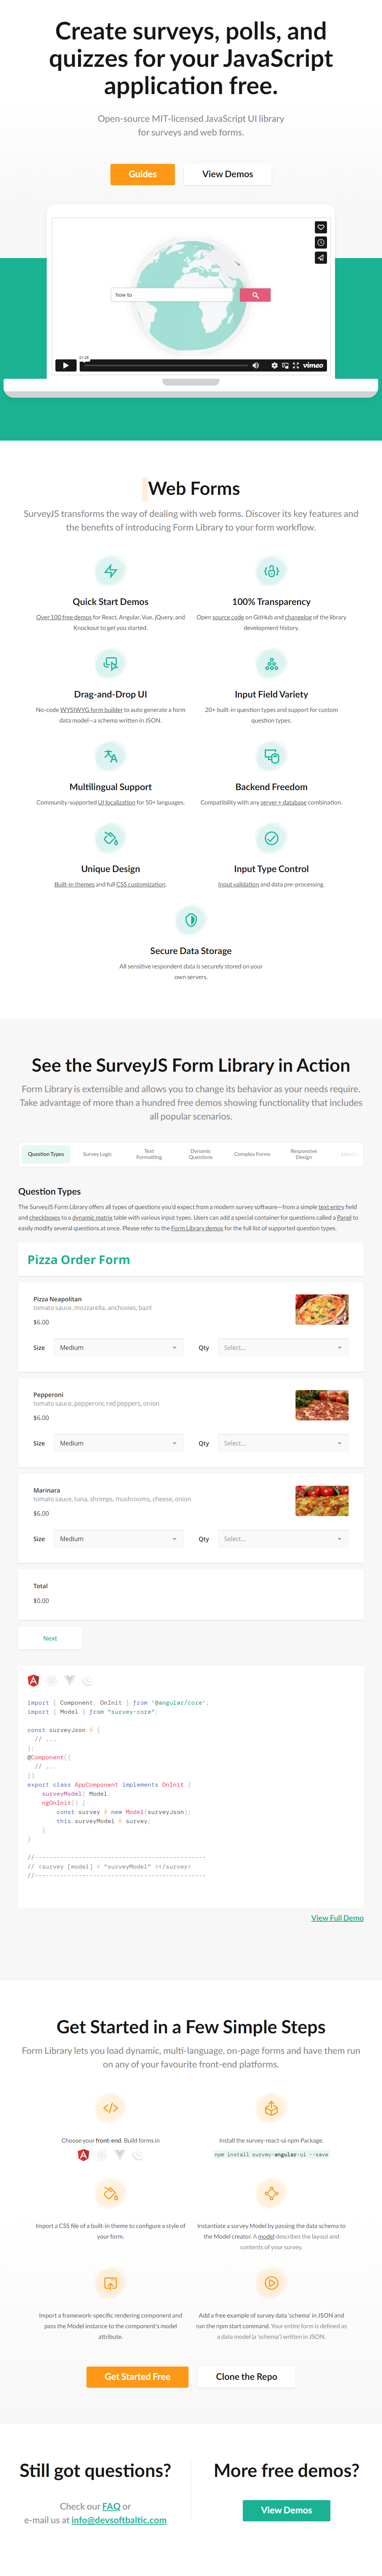 Create surveys, polls, and
quizzes for your JavaScript
application free.
Open-source MIT-licensed JavaScript UI library
for surveys and web forms.
Guides
View Demos
how to
01:25
vimeo
Web Forms
SurveyJS transforms the way of dealing with web forms. Discover its key features and
the benefits of introducing Form Library to your form workflow.
Quick Start Demos
Over 100 free demos for React, Angular, Vue, jQuery, and
Knockout to get you started.
100% Transparency
Open source code on GitHub and changelog of the library
development history.
Drag-and-Drop UI
No-code WYSIWYG form builder to auto generate a form
data model—a schema written in JSON.
Input Field Variety
20+ built-in question types and support for custom
question types.
Multilingual Support
Community-supported UI localization for 50+ languages.
Backend Freedom
Compatibility with any server + database combination.
Unique Design
Built-in themes and full CSS customization.
Input Type Control
Input validation and data pre-processing.
Secure Data Storage
All sensitive respondent data is securely stored on your
own servers.
See the SurveyJS Form Library in Action
Form Library is extensible and allows you to change its behavior as your needs require.
Take advantage of more than a hundred free demos showing functionality that includes
all popular scenarios.
Question Types
Survey Logic
Text
Formatting
Dynamic
Questions
Complex Forms
Responsive
Design
Question Types
The SurveyJS Form Library offers all types of questions you'd expect from a modern survey software—from a simple text entry field
and checkboxes to a dynamic matrix table with various input types. Users can add a special container for questions called a Panel to
easily modify several questions at once. Please refer to the Form Library demos for the full list of supported question types.
Pizza Order Form
Pizza Neapolitan
tomato sauce, mozzarella, anchovies, bazil
$6.00
Size
Medium
Qty
Select...
Pepperoni
tomato sauce, pepperoni, red peppers, onion
$6.00
Size
Medium
Qty
Select...
Marinara
tomato sauce, tuna, shrimps, mushrooms, cheese, onion
$6.00
Size
Medium
Qty
Select...
Total
$0.00
Next
import { Component, OnInit } from '@angular/core';
import { Model } from "survey-core";
const surveyJson = {
// ...
};
@Component({
// ...
})
export class AppComponent implements OnInit {
surveyModel: Model;
ngOnInit() {
const survey = new Model(surveyJson);
this.surveyModel = survey;
}
}
//-----------------------------------------------
// <survey [model] = "surveyModel" ></survey>
//-----------------------------------------------
View Full Demo
Get Started in a Few Simple Steps
Form Library lets you load dynamic, multi-language, on-page forms and have them run
on any of your favourite front-end platforms.
Choose your front-end. Build forms in
Install the survey-react-ui npm Package.
npm install survey-angular-ui --save
Import a CSS file of a built-in theme to configure a style of
your form.
Instantiate a survey Model by passing the data schema to
the Model creator. A model describes the layout and
contents of your survey.
Import a framework-specific rendering component and
pass the Model instance to the component's model
attribute.
Add a free example of survey data 'schema' in JSON and
run the npm start command. Your entire form is defined as
a data model (a 'schema') written in JSON.
Get Started Free
Clone the Repo
Still got questions?
Check our FAQ or
e-mail us at info@devsoftbaltic.com
More free demos?
View Demos